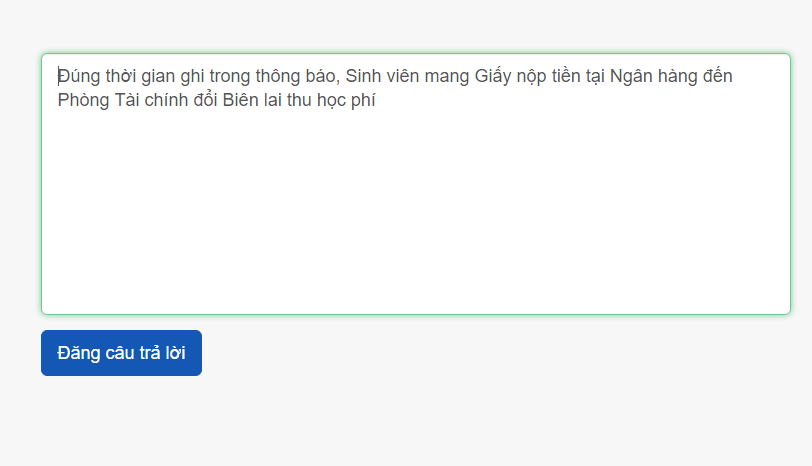 Đúng thời gian ghi trong thông báo, Sinh viên mang Giấy nộp tiền tại Ngân hàng đến
Phòng Tài chính đổi Biên lai thu học phí
Đăng câu trả lời